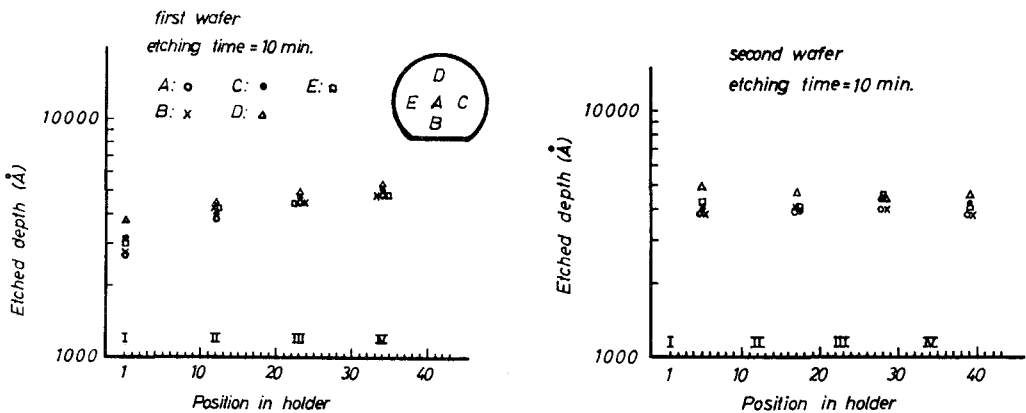 first wafer
etching time = 10 min.
A: C: E:
B: D:
D
E A C
B
10000
1000
Etched depth (Å)
I II III IV
1 10 20 30 40
Position in holder
second wafer
etching time = 10 min.
10000
1000
Etched depth (Å)
I II III IV
1 10 20 30 40
Position in holder